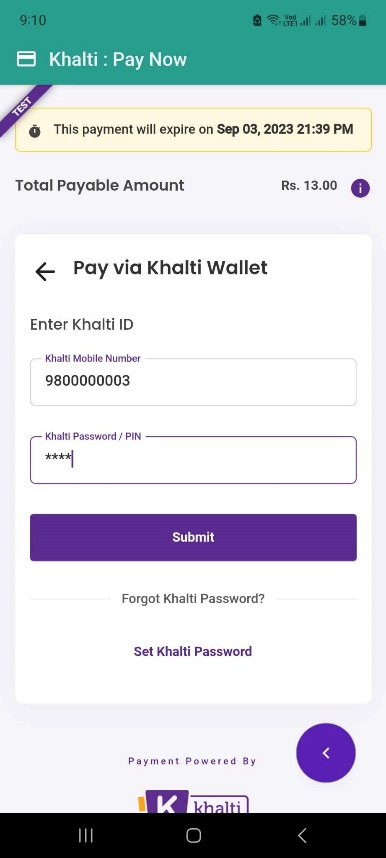 9:10
Vo))
LTE1
58%
Khalti : Pay Now
TEST
This payment will expire on Sep 03, 2023 21:39 PM
Total Payable Amount
Rs. 13.00
i
Pay via Khalti Wallet
Enter Khalti ID
Khalti Mobile Number
9800000003
Khalti Password / PIN
****
Submit
Forgot Khalti Password?
Set Khalti Password
Payment Powered By
K khalti